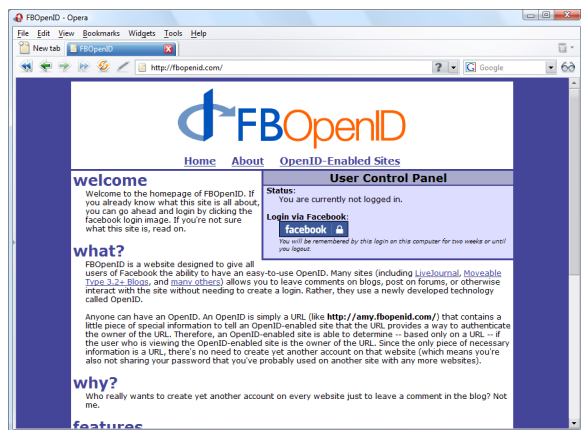 FBOpenID - Opera
File Edit View Bookmarks Widgets Tools Help
New tab FBOpenID
http://fbopenid.com/ ? G Google
FBOpenID
Home About OpenID-Enabled Sites
welcome
Welcome to the homepage of FBOpenID. If
you already know what this site is all about,
you can go ahead and login by clicking the
facebook login image. If you're not sure
what this site is, read on.
User Control Panel
Status:
You are currently not logged in.
Login via Facebook:
facebook
You will be remembered by this login on this computer for two weeks or until
you logout.
what?
FBOpenID is a website designed to give all
users of Facebook the ability to have an easy-to-use OpenID. Many sites (including LiveJournal, Moveable
Type 3.2+ Blogs, and many others) allows you to leave comments on blogs, post on forums, or otherwise
interact with the site without needing to create a login. Rather, they use a newly developed technology
called OpenID.
Anyone can have an OpenID. An OpenID is simply a URL (like http://amy.fbopenid.com/) that contains a
little piece of special information to tell an OpenID-enabled site that the URL provides a way to authenticate
the owner of the URL. Therefore, an OpenID-enabled site is able to determine -- based only on a URL -- if
the user who is viewing the OpenID-enabled site is the owner of the URL. Since the only piece of necessary
information is a URL, there's no need to create yet another account on that website (which means you're
also not sharing your password that you've probably used on another site with any more websites).
why?
Who really wants to create yet another account on every website just to leave a comment in the blog? Not
me.
features